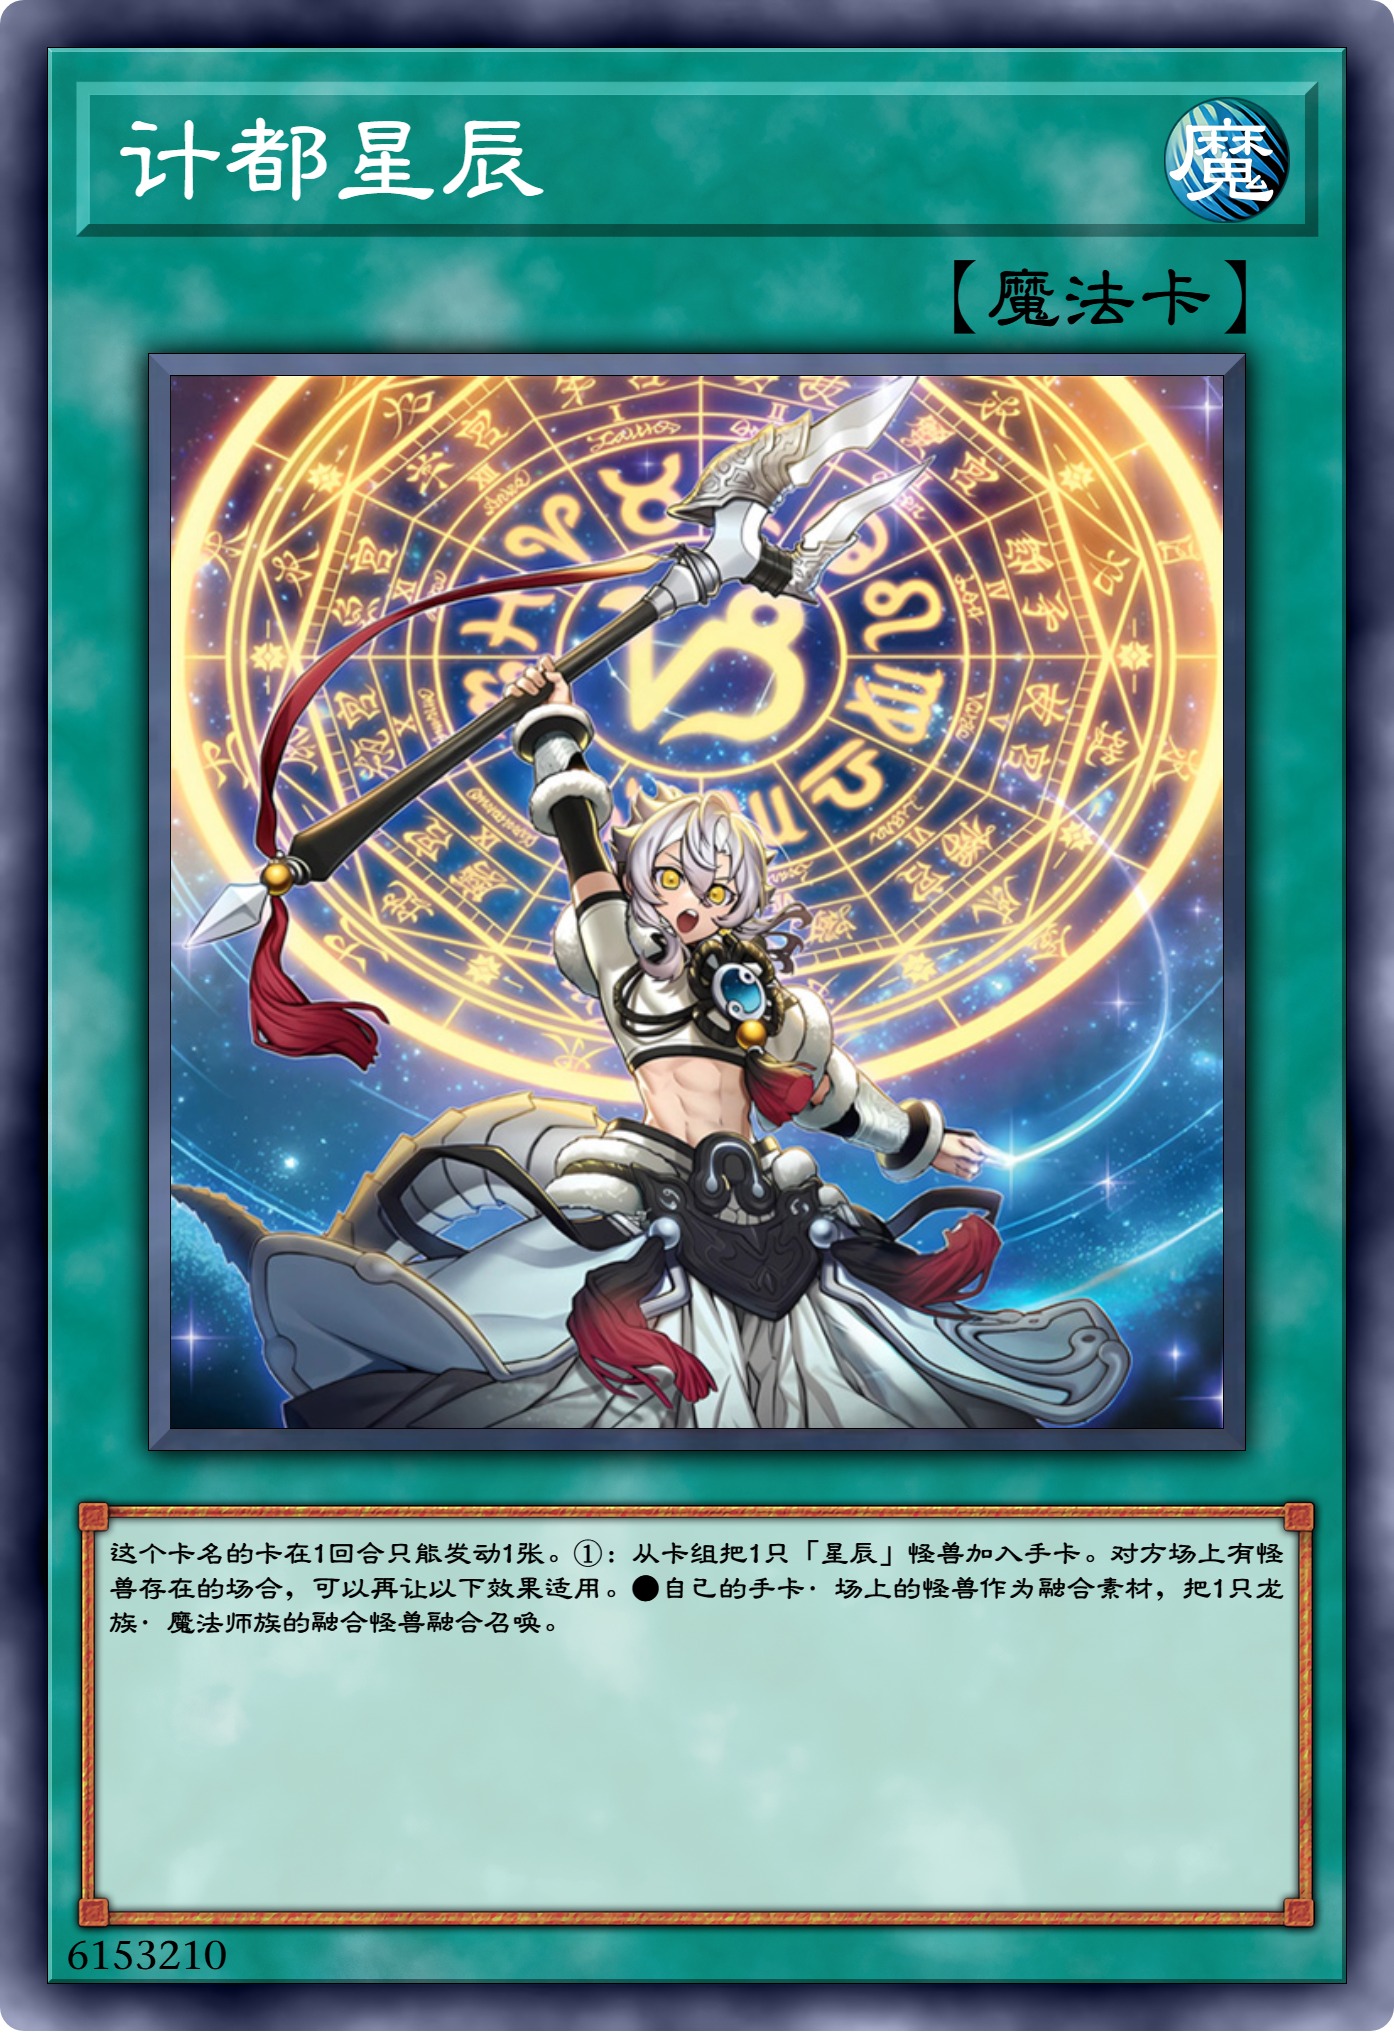 计都星辰
魔
【魔法卡】
这个卡名的卡在1回合只能发动1张。①：从卡组把1只「星辰」怪兽加入手卡。对方场上有怪
兽存在的场合，可以再让以下效果适用。●自己的手卡·场上的怪兽作为融合素材，把1只龙
族·魔法师族的融合怪兽融合召唤。
6153210